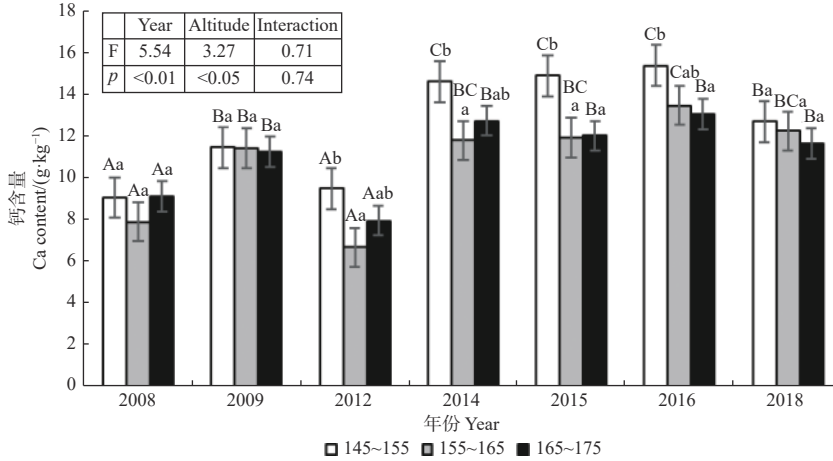 Year Altitude Interaction
F 5.54 3.27 0.71
p <0.01 <0.05 0.74
钙含量
Ca content/(g·kg⁻¹)
18
16
14
12
10
8
6
4
2
0
Aa Aa Aa
Ba Ba Ba
Ab Aa Aab
Cb BC
a Bab
Cb BC
a Ba
Cb Cab Ba
Ba BCa Ba
2008 2009 2012 2014 2015 2016 2018
年份 Year
145~155 155~165 165~175